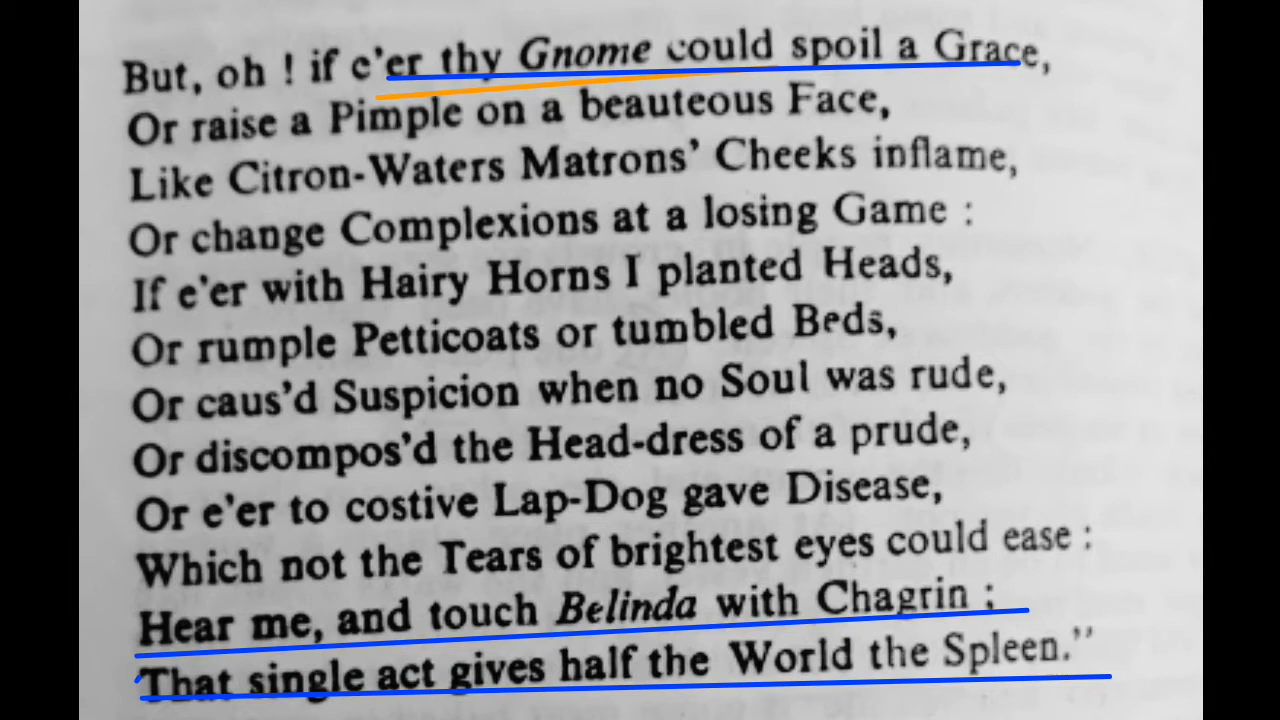 But, oh ! if e'er thy Gnome could spoil a Grace,
Or raise a Pimple on a beauteous Face,
Like Citron-Waters Matrons' Cheeks inflame,
Or change Complexions at a losing Game :
If e'er with Hairy Horns I planted Heads,
Or rumple Petticoats or tumbled Beds,
Or caus'd Suspicion when no Soul was rude,
Or discompos'd the Head-dress of a prude,
Or e'er to costive Lap-Dog gave Disease,
Which not the Tears of brightest eyes could ease :
Hear me, and touch Belinda with Chagrin ;
That single act gives half the World the Spleen."